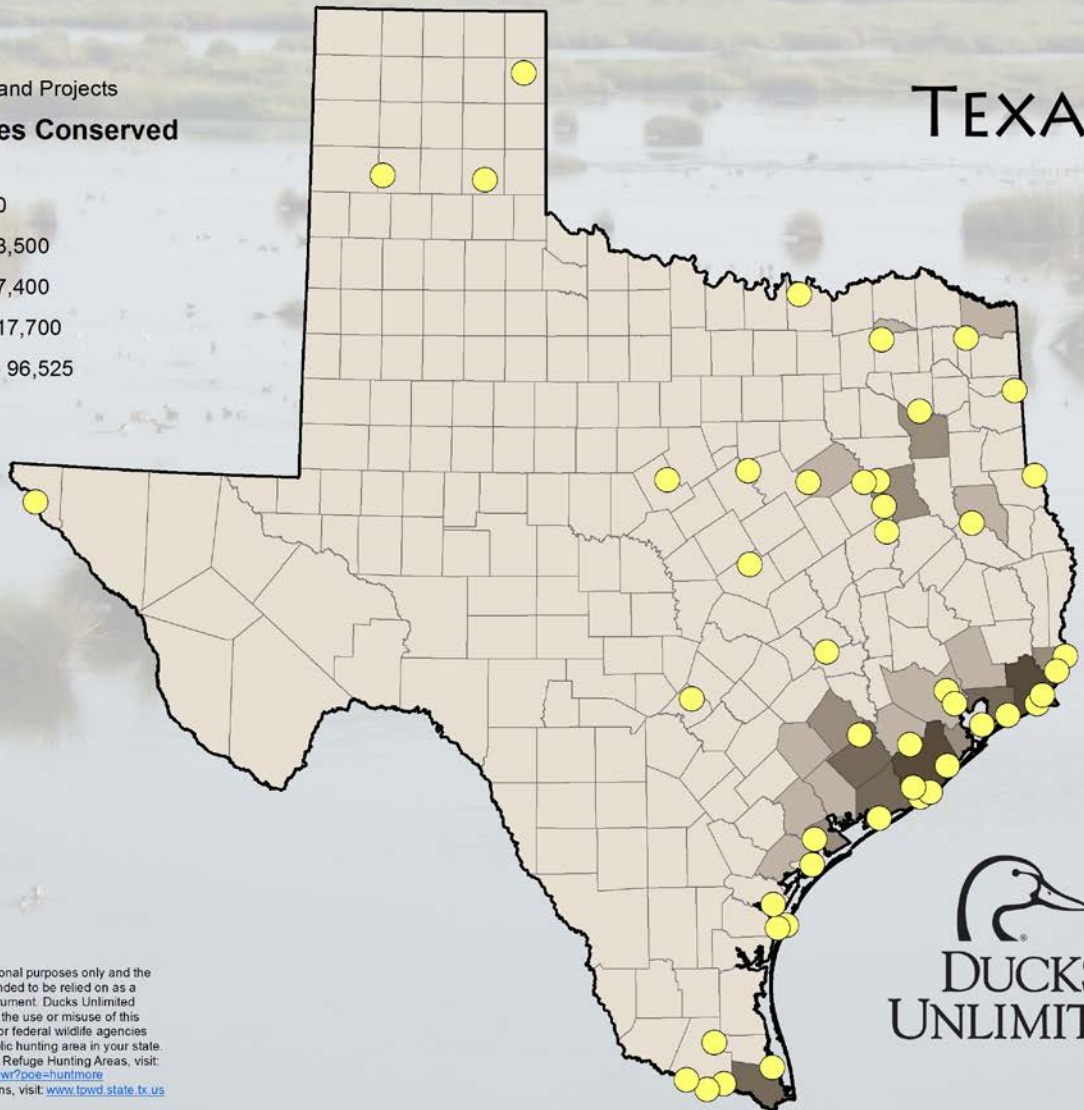 and Projects
es Conserved
0
3,500
7,400
17,700
96,525
TEXA
DUCKS
UNLIMIT
onal purposes only and the
nded to be relied on as a
rument. Ducks Unlimited
the use or misuse of this
or federal wildlife agencies
lic hunting area in your state.
Refuge Hunting Areas, visit:
wr?poe=huntmore
ns, visit: www.tpwd.state.tx.us